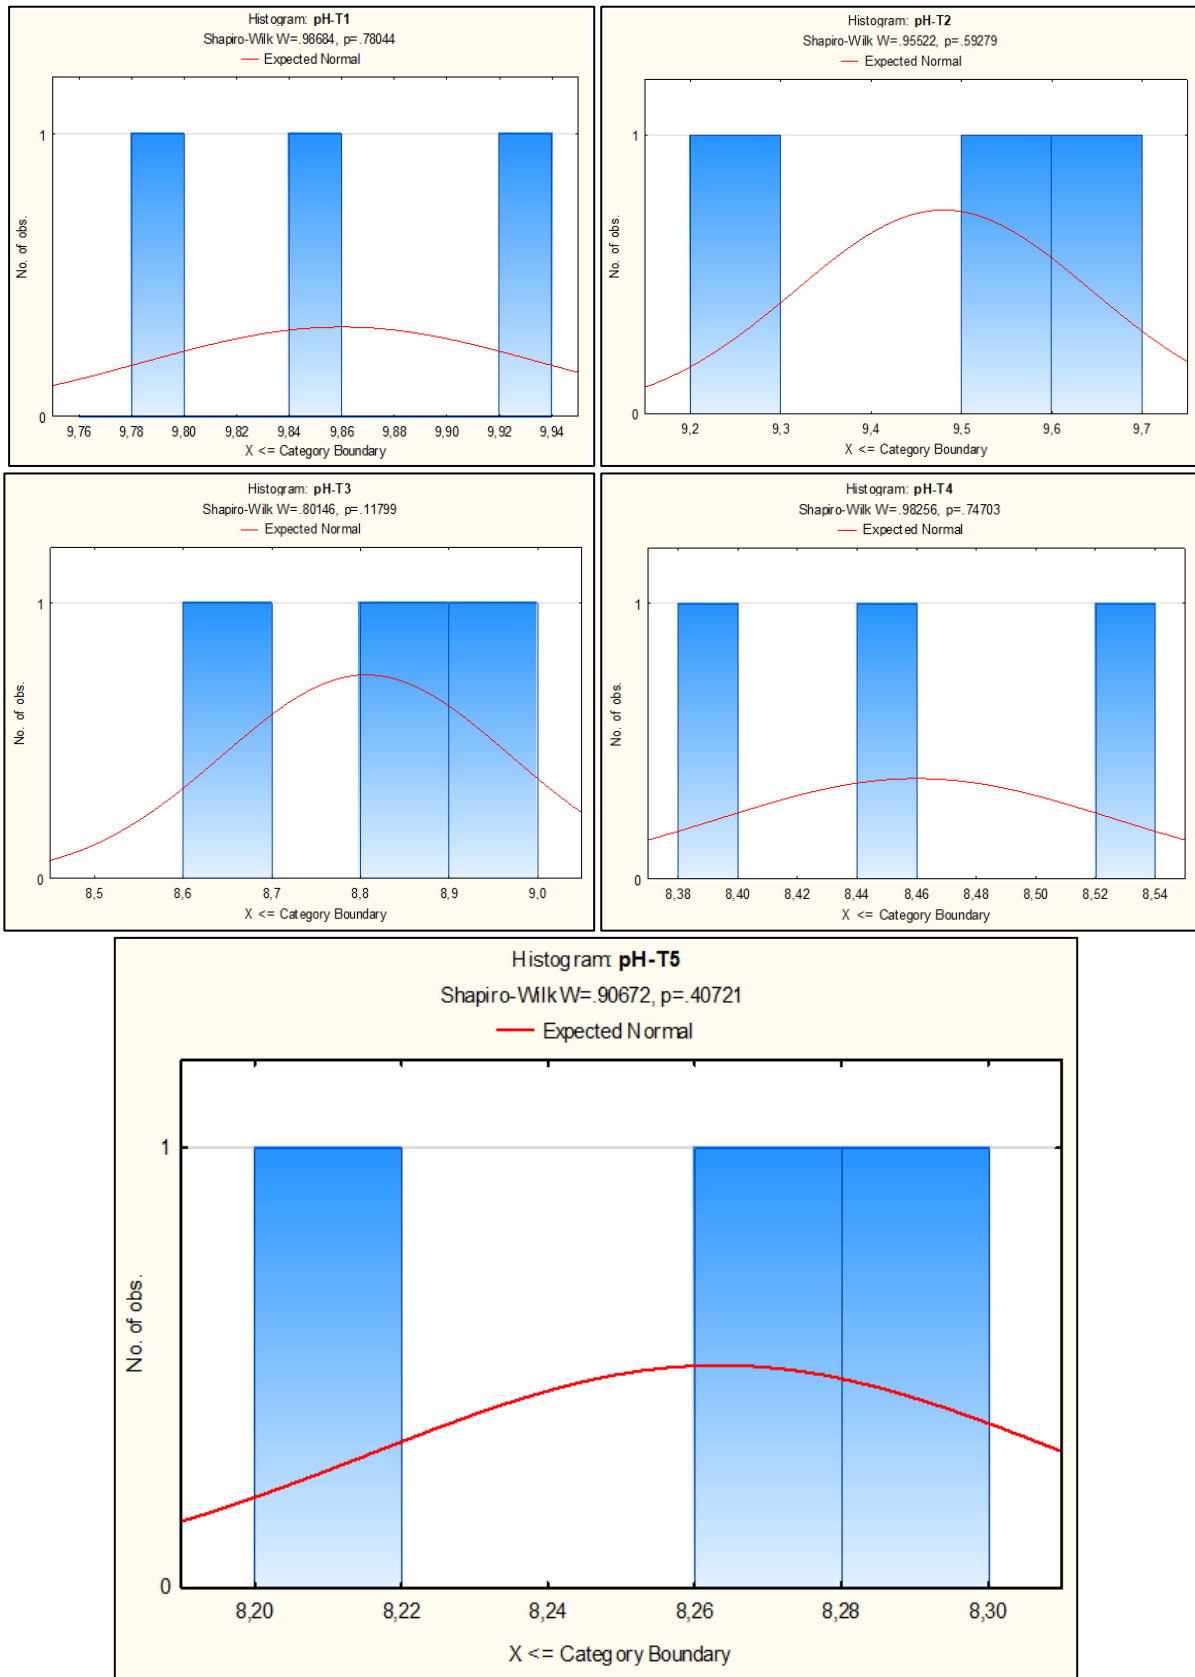 Histogram: pH-T1
Shapiro-Wilk W=.98684, p=.78044
Expected Normal
No. of obs.
1
0
9,76 9,78 9,80 9,82 9,84 9,86 9,88 9,90 9,92 9,94
X <= Category Boundary
Histogram: pH-T2
Shapiro-Wilk W=.95522, p=.59279
Expected Normal
No. of obs.
1
0
9,2 9,3 9,4 9,5 9,6 9,7
X <= Category Boundary
Histogram: pH-T3
Shapiro-Wilk W=.80146, p=.11799
Expected Normal
No. of obs.
1
0
8,5 8,6 8,7 8,8 8,9 9,0
X <= Category Boundary
Histogram: pH-T4
Shapiro-Wilk W=.98256, p=.74703
Expected Normal
No. of obs.
1
0
8,38 8,40 8,42 8,44 8,46 8,48 8,50 8,52 8,54
X <= Category Boundary
Histogram: pH-T5
Shapiro-Wilk W=.90672, p=.40721
Expected Normal
No. of obs.
1
0
8,20 8,22 8,24 8,26 8,28 8,30
X <= Category Boundary